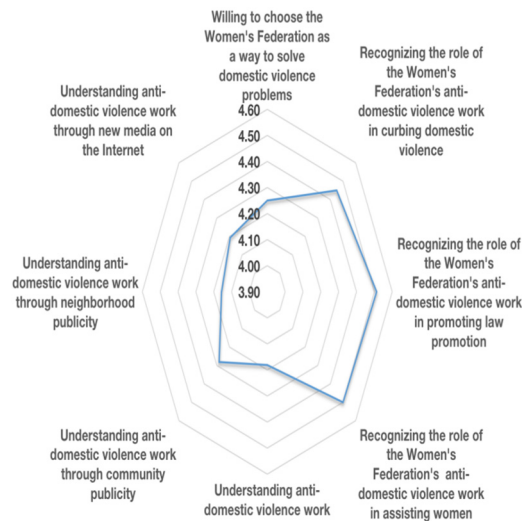 Willing to choose the
Women's Federation as
a way to solve
domestic violence
problems
Recognizing the role of
the Women's
Federation's anti-
domestic violence work
in curbing domestic
violence
Recognizing the role of
the Women's
Federation's anti-
domestic violence work
in promoting law
promotion
Recognizing the role of
the Women's
Federation's anti-
domestic violence work
in assisting women
Understanding anti-
domestic violence work
Understanding anti-
domestic violence work
through community
publicity
Understanding anti-
domestic violence work
through neighborhood
publicity
Understanding anti-
domestic violence work
through new media on
the Internet
4.60
4.50
4.40
4.30
4.20
4.10
4.00
3.90